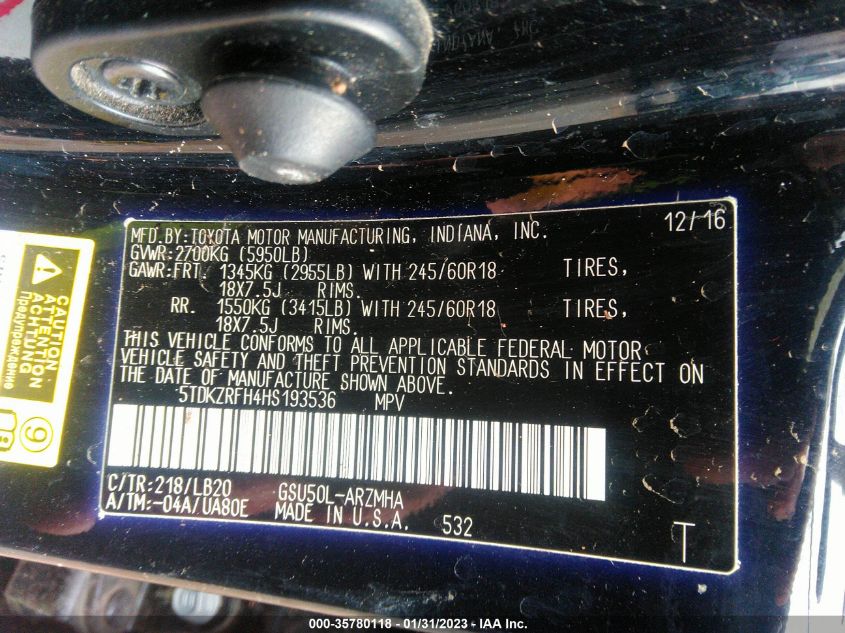 MFD.BY:TOYOTA MOTOR MANUFACTURING, INDIANA, INC. 12/16
GVWR:2700KG (5950LB)
GAWR:FRT. 1345KG (2955LB) WITH 245/60R18 TIRES,
18X7.5J RIMS.
RR. 1550KG (3415LB) WITH 245/60R18 TIRES,
18X7.5J RIMS.
THIS VEHICLE CONFORMS TO ALL APPLICABLE FEDERAL MOTOR
VEHICLE SAFETY AND THEFT PREVENTION STANDARDS IN EFFECT ON
THE DATE OF MANUFACTURE SHOWN ABOVE.
5TDKZRFH4HS193536 MPV
C/TR:218/LB20 GSU50L-ARZMHA
A/TM:-04A/UA80E MADE IN U.S.A. 532 T
CAUTION
ATTENTION
ACHTUNG
Предупреждение
9
000-35780118 - 01/31/2023 - IAA Inc.